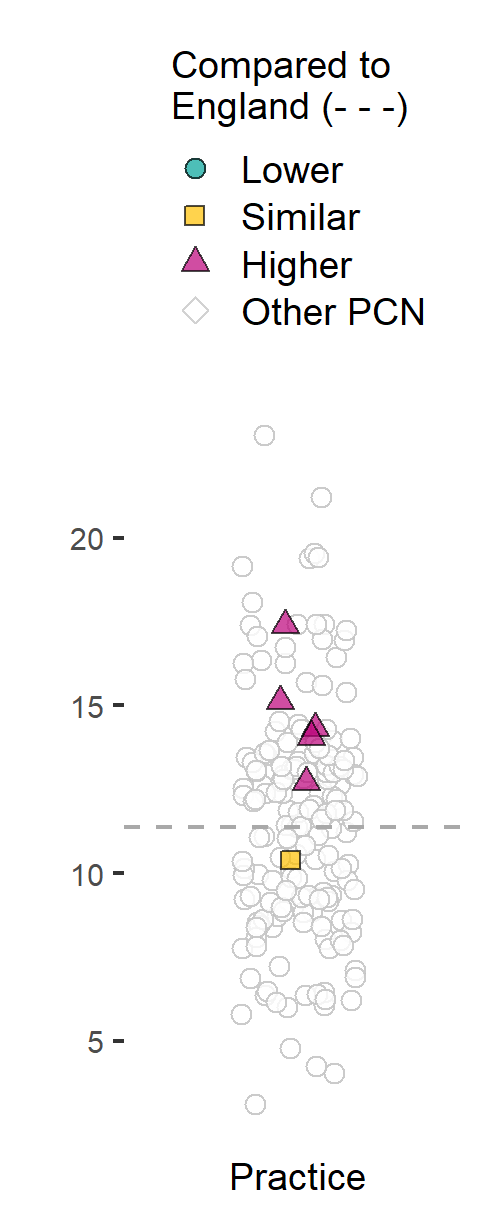 Compared to
England (- - -)
Lower
Similar
Higher
Other PCN
20
15
10
5
Practice